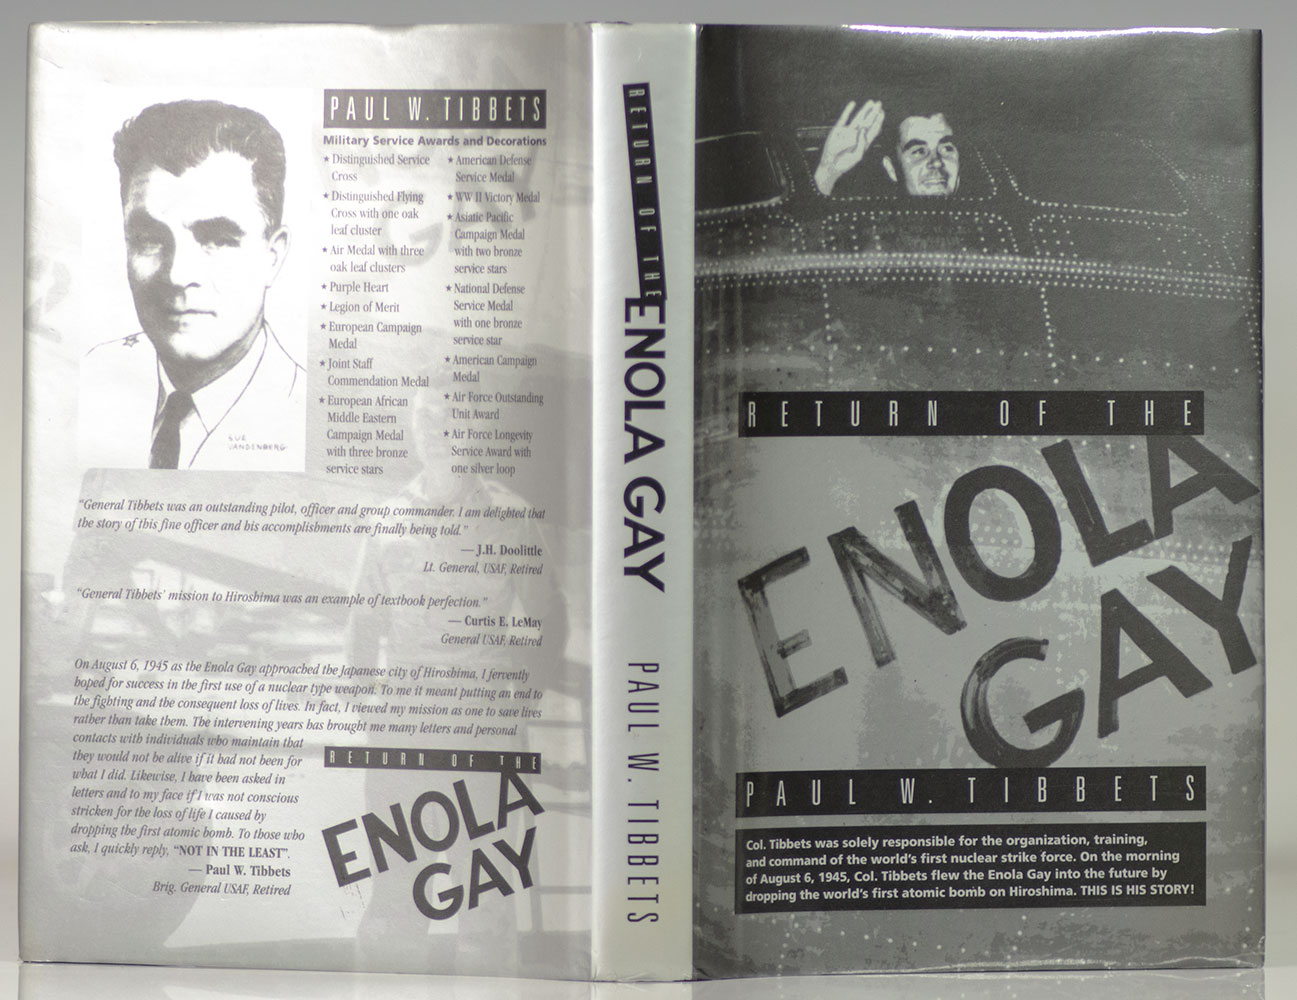 PAUL W. TIBBETS
Military Service Awards and Decorations
★ Distinguished Service
Cross
★ Distinguished Flying
Cross with one oak
leaf cluster
★ Air Medal with three
oak leaf clusters
★ Purple Heart
★ Legion of Merit
★ European Campaign
Medal
★ Joint Staff
Commendation Medal
★ European African
Middle Eastern
Campaign Medal
with three bronze
service stars
★ American Defense
Service Medal
★ WW II Victory Medal
★ Asiatic Pacific
Campaign Medal
with two bronze
service stars
★ National Defense
Service Medal
with one bronze
service star
★ American Campaign
Medal
★ Air Force Outstanding
Unit Award
★ Air Force Longevity
Service Award with
one silver loop
SUE
VANDENBERG
"General Tibbets was an outstanding pilot, officer and group commander. I am delighted that
the story of this fine officer and his accomplishments are finally being told."
— J.H. Doolittle
Lt. General, USAF, Retired
"General Tibbets' mission to Hiroshima was an example of textbook perfection."
— Curtis E. LeMay
General USAF, Retired
On August 6, 1945 as the Enola Gay approached the Japanese city of Hiroshima, I fervently
hoped for success in the first use of a nuclear type weapon. To me it meant putting an end to
the fighting and the consequent loss of lives. In fact, I viewed my mission as one to save lives
rather than take them. The intervening years has brought me many letters and personal
contacts with individuals who maintain that
they would not be alive if it had not been for
what I did. Likewise, I have been asked in
letters and to my face if I was not conscious
stricken for the loss of life I caused by
dropping the first atomic bomb. To those who
ask, I quickly reply, "NOT IN THE LEAST".
— Paul W. Tibbets
Brig. General USAF, Retired
RETURN OF THE
ENOLA
GAY
RETURN OF THE
ENOLA GAY
PAUL W. TIBBETS
RETURN OF THE
ENOLA
GAY
PAUL W. TIBBETS
Col. Tibbets was solely responsible for the organization, training,
and command of the world's first nuclear strike force. On the morning
of August 6, 1945, Col. Tibbets flew the Enola Gay into the future by
dropping the world's first atomic bomb on Hiroshima. THIS IS HIS STORY!